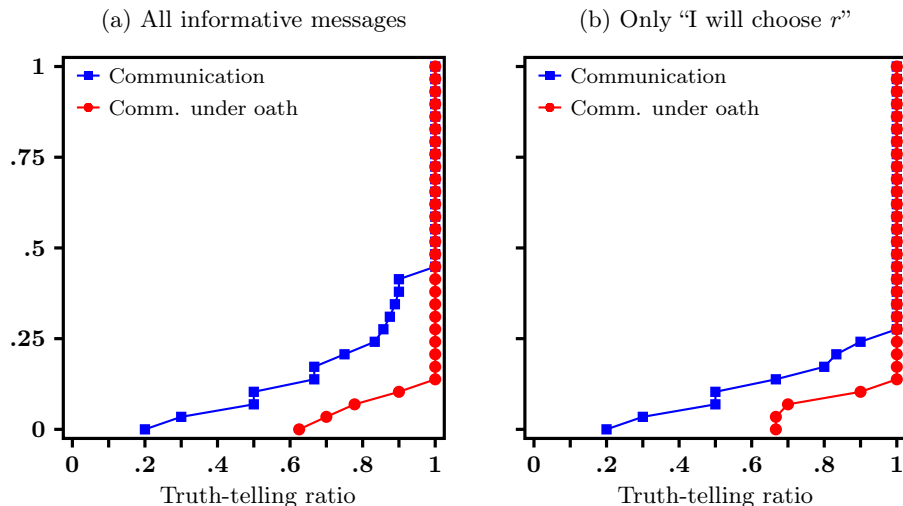 (a) All informative messages
(b) Only “I will choose r”
Communication
Comm. under oath
1
.75
.5
.25
0
0 .2 .4 .6 .8 1
Truth-telling ratio
Communication
Comm. under oath
0 .2 .4 .6 .8 1
Truth-telling ratio